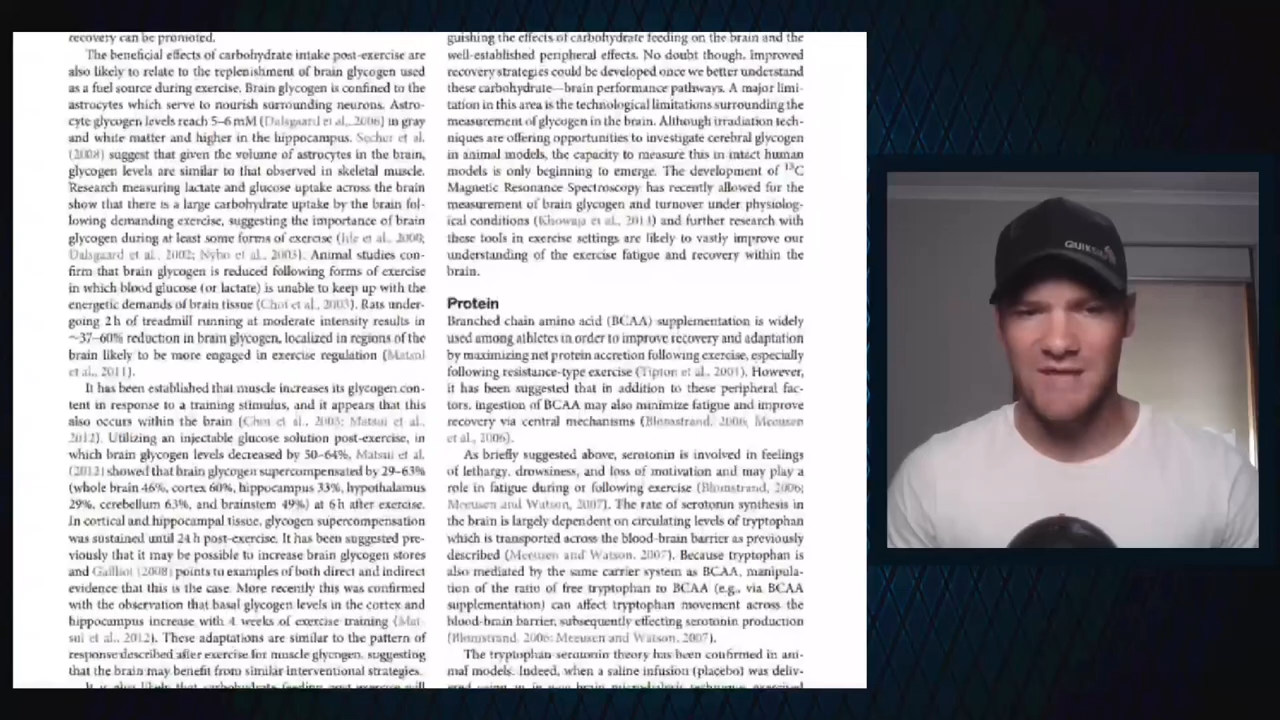 recovery can be promoted.
The beneficial effects of carbohydrate intake post-exercise are
also likely to relate to the replenishment of brain glycogen used
as a fuel source during exercise. Brain glycogen is confined to the
astrocytes which serve to nourish surrounding neurons. Astro-
cyte glycogen levels reach 5–6 mM (Dalsgaard et al., 2006) in gray
and white matter and higher in the hippocampus. Secher et al.
(2008) suggest that given the volume of astrocytes in the brain,
glycogen levels are similar to that observed in skeletal muscle.
Research measuring lactate and glucose uptake across the brain
show that there is a large carbohydrate uptake by the brain fol-
lowing demanding exercise, suggesting the importance of brain
glycogen during at least some forms of exercise (Ide et al., 2000;
Dalsgaard et al., 2002; Nybo et al., 2003). Animal studies con-
firm that brain glycogen is reduced following forms of exercise
in which blood glucose (or lactate) is unable to keep up with the
energetic demands of brain tissue (Choi et al., 2003). Rats under-
going 2 h of treadmill running at moderate intensity results in
~37–60% reduction in brain glycogen, localized in regions of the
brain likely to be more engaged in exercise regulation (Matsui
et al., 2011).
It has been established that muscle increases its glycogen con-
tent in response to a training stimulus, and it appears that this
also occurs within the brain (Choi et al., 2003; Matsui et al.,
2012). Utilizing an injectable glucose solution post-exercise, in
which brain glycogen levels decreased by 50–64%, Matsui et al.
(2012) showed that brain glycogen supercompensated by 29–63%
(whole brain 46%, cortex 60%, hippocampus 33%, hypothalamus
29%, cerebellum 63%, and brainstem 49%) at 6 h after exercise.
In cortical and hippocampal tissue, glycogen supercompensation
was sustained until 24 h post-exercise. It has been suggested pre-
viously that it may be possible to increase brain glycogen stores
and Gailliot (2008) points to examples of both direct and indirect
evidence that this is the case. More recently this was confirmed
with the observation that basal glycogen levels in the cortex and
hippocampus increase with 4 weeks of exercise training (Mat-
sui et al., 2012). These adaptations are similar to the pattern of
response described after exercise for muscle glycogen, suggesting
that the brain may benefit from similar interventional strategies.
It is also likely that carbohydrate feeding post exercise will
guishing the effects of carbohydrate feeding on the brain and the
well-established peripheral effects. No doubt though, improved
recovery strategies could be developed once we better understand
these carbohydrate—brain performance pathways. A major limi-
tation in this area is the technological limitations surrounding the
measurement of glycogen in the brain. Although irradiation tech-
niques are offering opportunities to investigate cerebral glycogen
in animal models, the capacity to measure this in intact human
models is only beginning to emerge. The development of ¹³C
Magnetic Resonance Spectroscopy has recently allowed for the
measurement of brain glycogen and turnover under physiolog-
ical conditions (Khowaja et al., 2013) and further research with
these tools in exercise settings are likely to vastly improve our
understanding of the exercise fatigue and recovery within the
brain.
Protein
Branched chain amino acid (BCAA) supplementation is widely
used among athletes in order to improve recovery and adaptation
by maximizing net protein accretion following exercise, especially
following resistance-type exercise (Tipton et al., 2001). However,
it has been suggested that in addition to these peripheral fac-
tors, ingestion of BCAA may also minimize fatigue and improve
recovery via central mechanisms (Blomstrand, 2006; Meeusen
et al., 2006).
As briefly suggested above, serotonin is involved in feelings
of lethargy, drowsiness, and loss of motivation and may play a
role in fatigue during or following exercise (Blomstrand, 2006;
Meeusen and Watson, 2007). The rate of serotonin synthesis in
the brain is largely dependent on circulating levels of tryptophan
which is transported across the blood-brain barrier as previously
described (Meeusen and Watson, 2007). Because tryptophan is
also mediated by the same carrier system as BCAA, manipula-
tion of the ratio of free tryptophan to BCAA (e.g., via BCAA
supplementation) can affect tryptophan movement across the
blood-brain barrier, subsequently effecting serotonin production
(Blomstrand, 2006; Meeusen and Watson, 2007).
The tryptophan-serotonin theory has been confirmed in ani-
mal models. Indeed, when a saline infusion (placebo) was deliv-